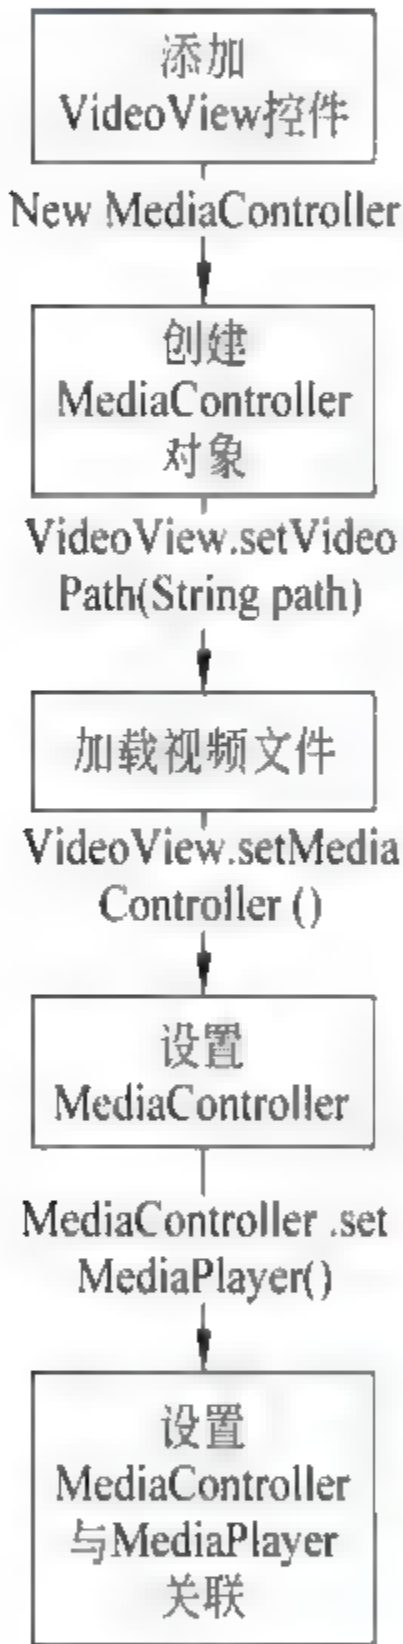 添加
VideoView控件
New MediaController
创建
MediaController
对象
VideoView.setVideo
Path(String path)
加载视频文件
VideoView.setMedia
Controller ()
设置
MediaController
MediaController .set
MediaPlayer()
设置
MediaController
与MediaPlayer
关联